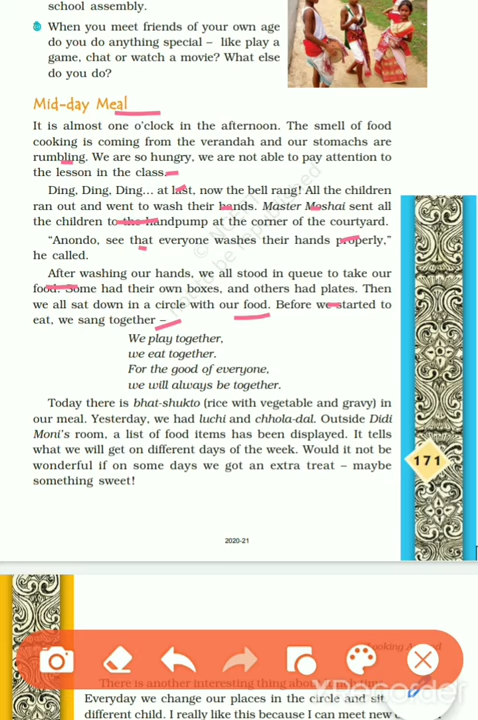 school assembly.
When you meet friends of your own age
do you do anything special – like play a
game, chat or watch a movie? What else
do you do?
Mid-day Meal
It is almost one o'clock in the afternoon. The smell of food
cooking is coming from the verandah and our stomachs are
rumbling. We are so hungry, we are not able to pay attention to
the lesson in the class.
Ding, Ding, Ding... at last, now the bell rang! All the children
ran out and went to wash their hands. Master Moshai sent all
the children to the handpump at the corner of the courtyard.
“Anondo, see that everyone washes their hands properly,”
he called.
After washing our hands, we all stood in queue to take our
food. Some had their own boxes, and others had plates. Then
we all sat down in a circle with our food. Before we started to
eat, we sang together –
We play together,
we eat together.
For the good of everyone,
we will always be together.
Today there is bhat-shukto (rice with vegetable and gravy) in
our meal. Yesterday, we had luchi and chhola-dal. Outside Didi
Moni's room, a list of food items has been displayed. It tells
what we will get on different days of the week. Would it not be
wonderful if on some days we got an extra treat – maybe
something sweet!
171
2020-21
There is another interesting thing about
XPRecorder
Everyday we change our places in the circle and sit
different child. I really like this because I can meet new